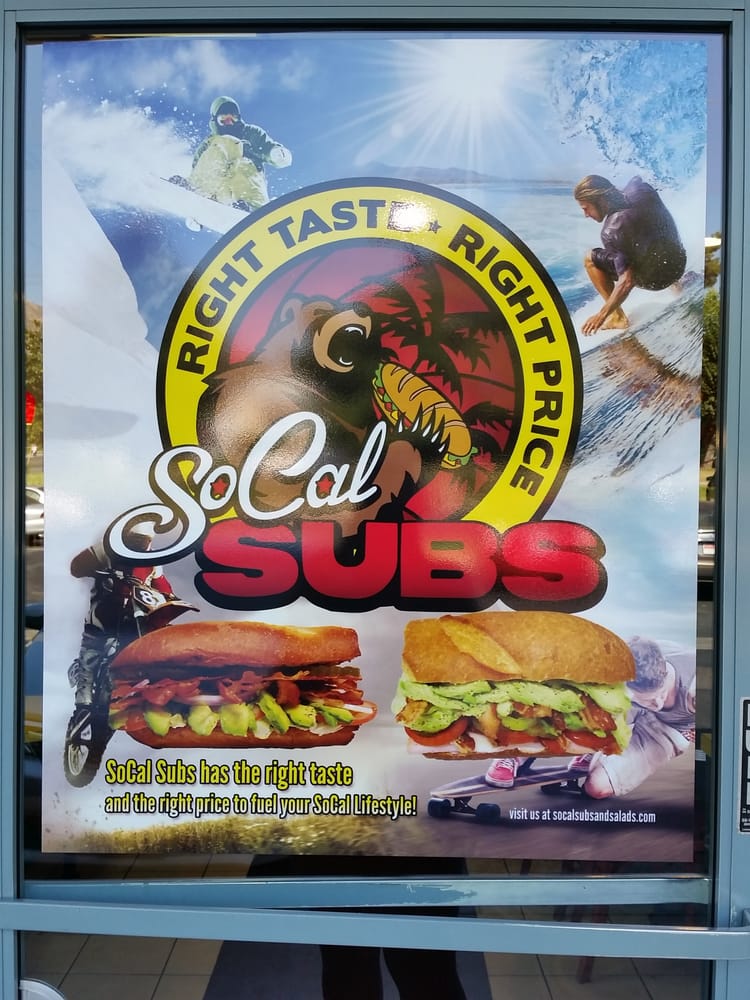 RIGHT TASTE ★ RIGHT PRICE
SoCal
SUBS
SoCal Subs has the right taste
and the right price to fuel your SoCal Lifestyle!
visit us at socalsubsandsalads.com